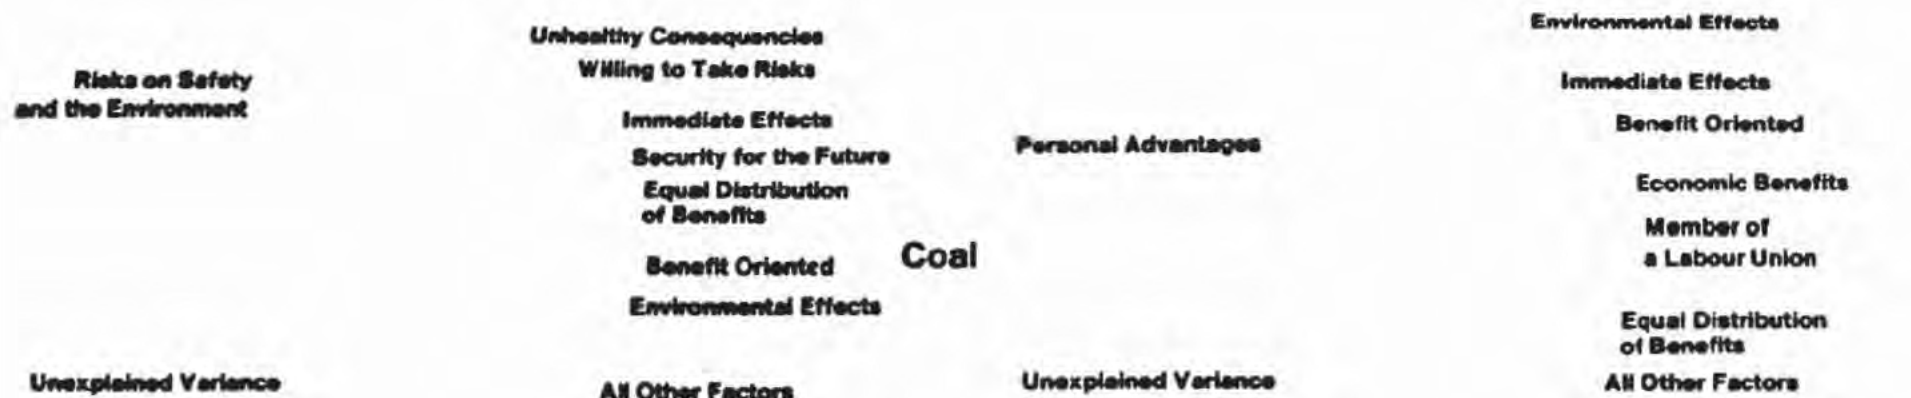 Risks on Safety
and the Environment
Unexplained Variance
Unhealthy Consequencies
Willing to Take Risks
Immediate Effects
Security for the Future
Equal Distribution
of Benefits
Benefit Oriented
Environmental Effects
All Other Factors
Coal
Personal Advantages
Unexplained Variance
Environmental Effects
Immediate Effects
Benefit Oriented
Economic Benefits
Member of
a Labour Union
Equal Distribution
of Benefits
All Other Factors